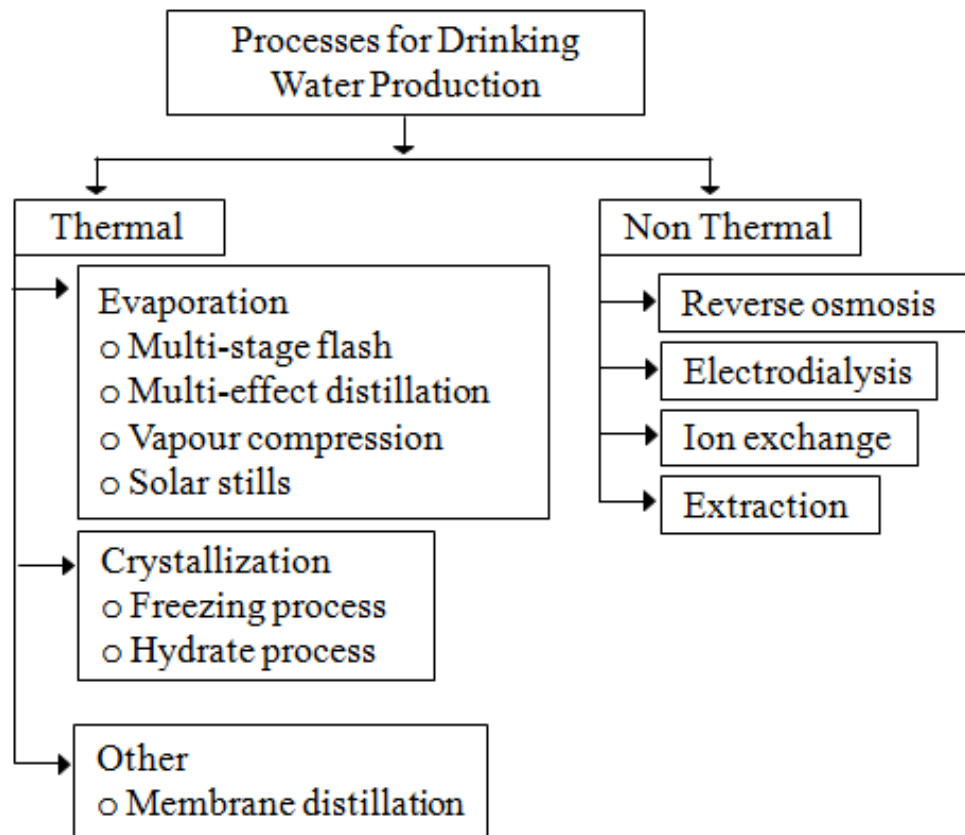 Processes for Drinking
Water Production
Thermal
Evaporation
o Multi-stage flash
o Multi-effect distillation
o Vapour compression
o Solar stills
Crystallization
o Freezing process
o Hydrate process
Other
o Membrane distillation
Non Thermal
Reverse osmosis
Electrodialysis
Ion exchange
Extraction